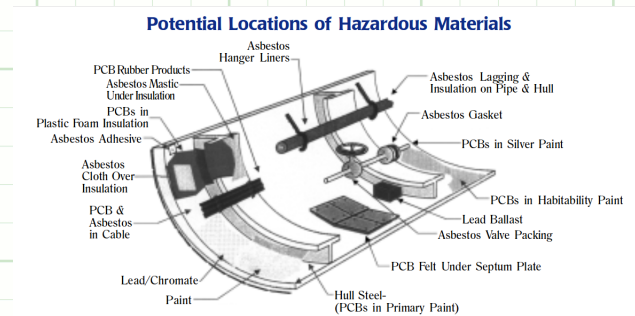 Potential Locations of Hazardous Materials
Asbestos
Hanger Liners
PCB Rubber Products
Asbestos Mastic
Under Insulation
PCBs in
Plastic Foam Insulation
Asbestos Adhesive
Asbestos
Cloth Over
Insulation
PCB &
Asbestos
in Cable
Lead/Chromate
Paint
Asbestos Lagging &
Insulation on Pipe & Hull
Asbestos Gasket
PCBs in Silver Paint
PCBs in Habitability Paint
Lead Ballast
Asbestos Valve Packing
PCB Felt Under Septum Plate
Hull Steel-
(PCBs in Primary Paint)